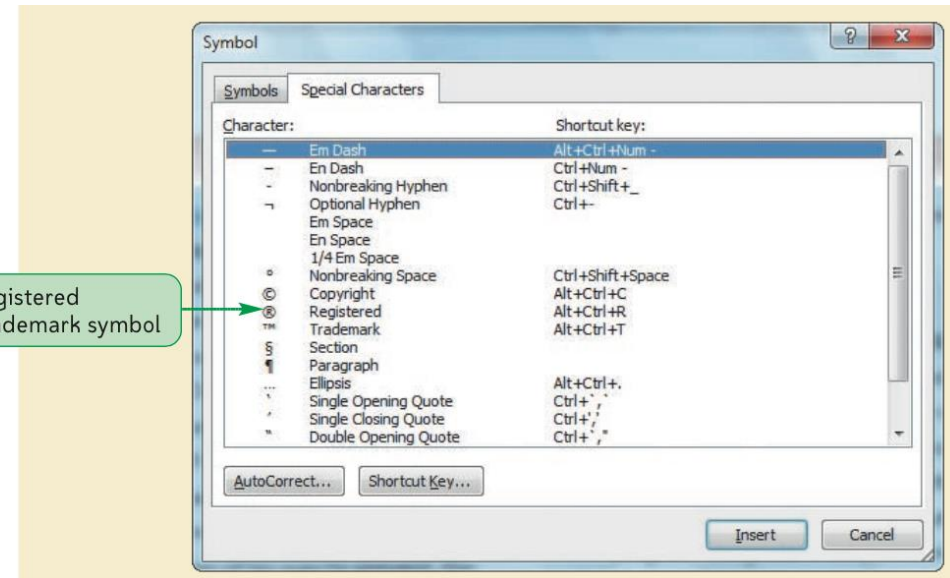 Symbol
Symbols Special Characters
Character: Shortcut key:
— Em Dash Alt+Ctrl+Num -
– En Dash Ctrl+Num -
- Nonbreaking Hyphen Ctrl+Shift+_
¬ Optional Hyphen Ctrl+-
Em Space
En Space
1/4 Em Space
° Nonbreaking Space Ctrl+Shift+Space
© Copyright Alt+Ctrl+C
® Registered Alt+Ctrl+R
™ Trademark Alt+Ctrl+T
§ Section
¶ Paragraph
… Ellipsis Alt+Ctrl+.
‘ Single Opening Quote Ctrl+`,`
’ Single Closing Quote Ctrl+','
“ Double Opening Quote Ctrl+`,"
gistered
demark symbol
AutoCorrect... Shortcut Key...
Insert Cancel